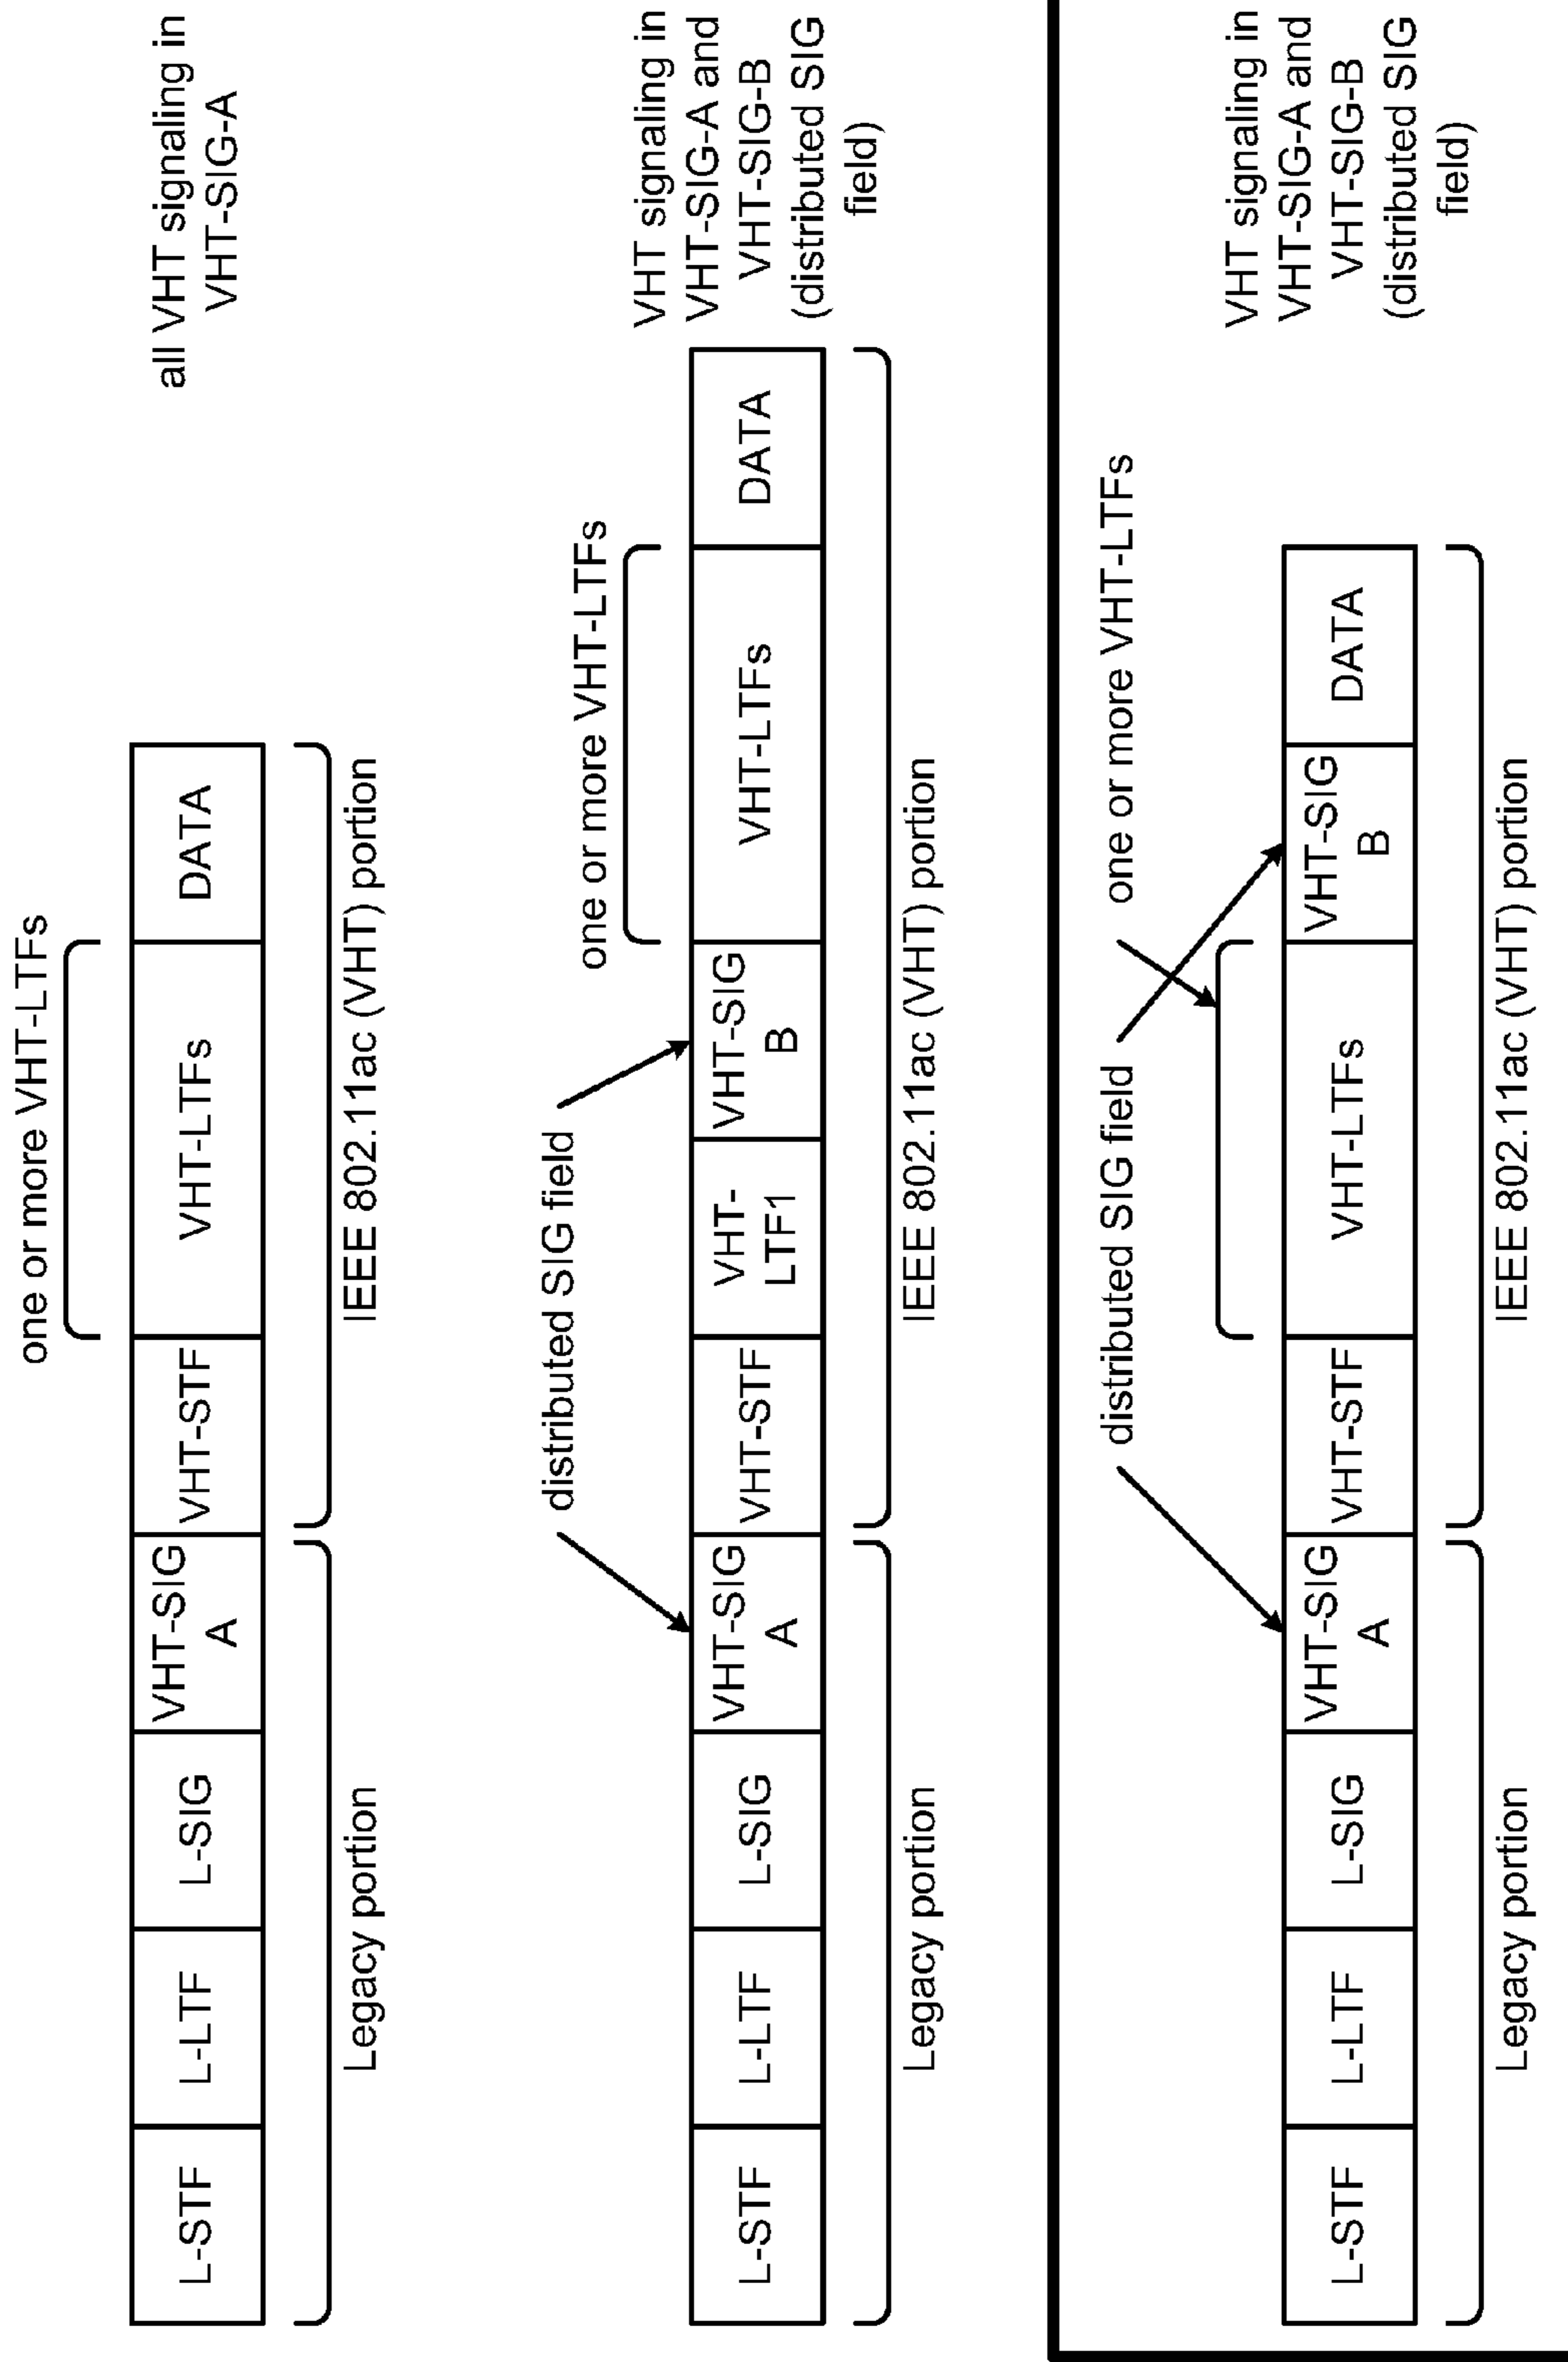 one or more VHT-LTFs
all VHT signaling in
VHT-SIG-A
L-STF
L-LTF
L-SIG
VHT-SIG
A
VHT-STF
VHT-LTFs
DATA
Legacy portion
IEEE 802.11ac (VHT) portion
distributed SIG field
one or more VHT-LTFs
VHT signaling in
VHT-SIG-A and
VHT-SIG-B
(distributed SIG
field)
L-STF
L-LTF
L-SIG
VHT-SIG
A
VHT-STF
VHT-
LTF1
VHT-SIG
B
VHT-LTFs
DATA
Legacy portion
IEEE 802.11ac (VHT) portion
distributed SIG field
one or more VHT-LTFs
VHT signaling in
VHT-SIG-A and
VHT-SIG-B
(distributed SIG
field)
L-STF
L-LTF
L-SIG
VHT-SIG
A
VHT-STF
VHT-LTFs
VHT-SIG
B
DATA
Legacy portion
IEEE 802.11ac (VHT) portion